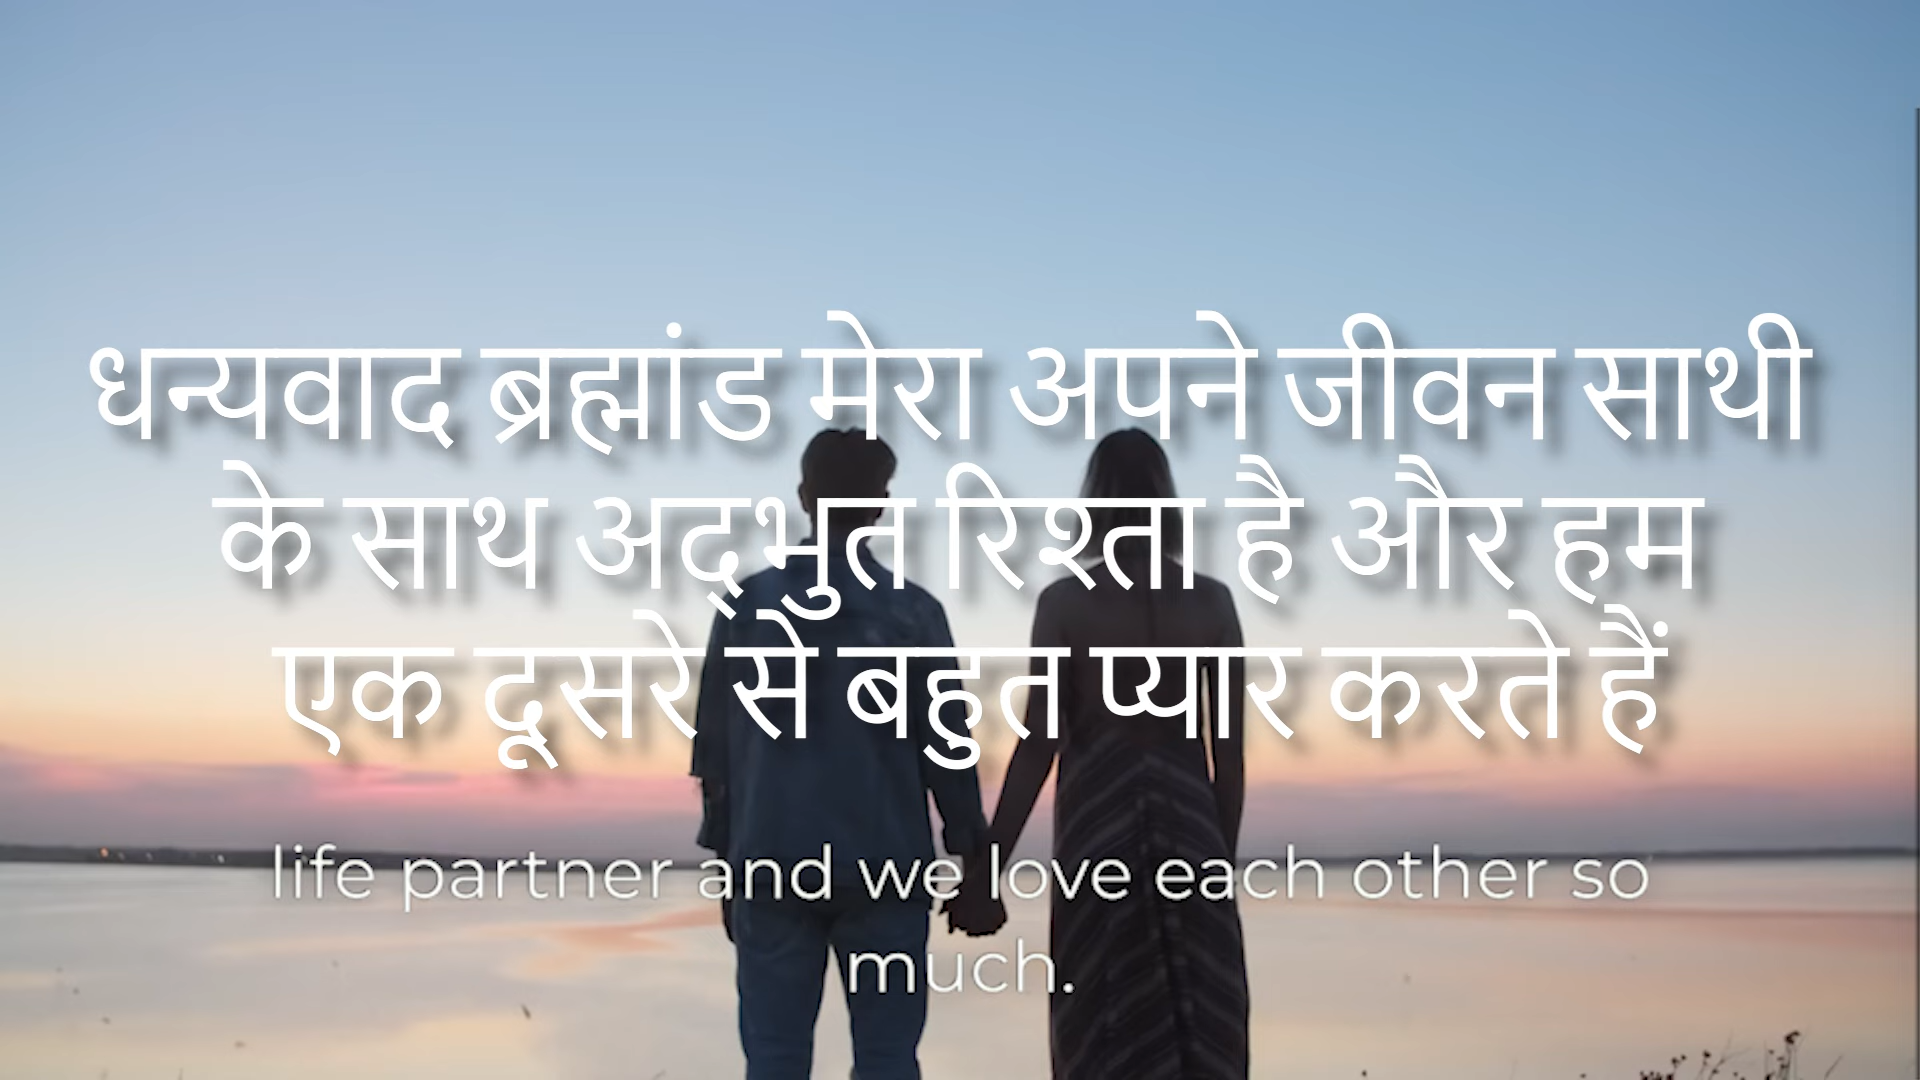 धन्यवाद ब्रह्मांड मेरा अपने जीवन साथी
के साथ अद्भुत रिश्ता है और हम
एक दूसरे से बहुत प्यार करते हैं
life partner and we love each other so
much.